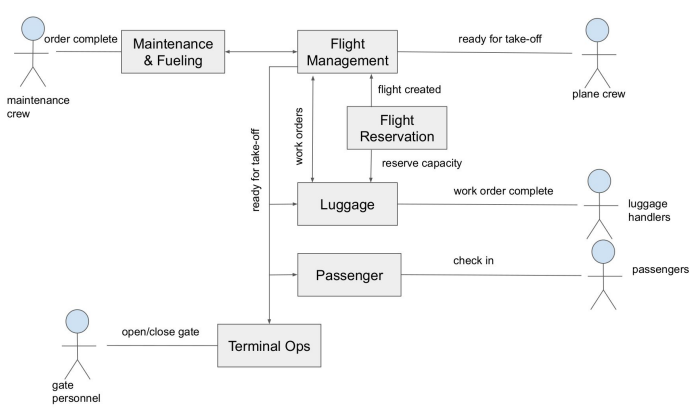 order complete
Maintenance
& Fueling
Flight
Management
ready for take-off
maintenance
crew
plane crew
flight created
work orders
ready for take-off
Flight
Reservation
reserve capacity
Luggage
work order complete
luggage
handlers
Passenger
check in
passengers
open/close gate
Terminal Ops
gate
personnel